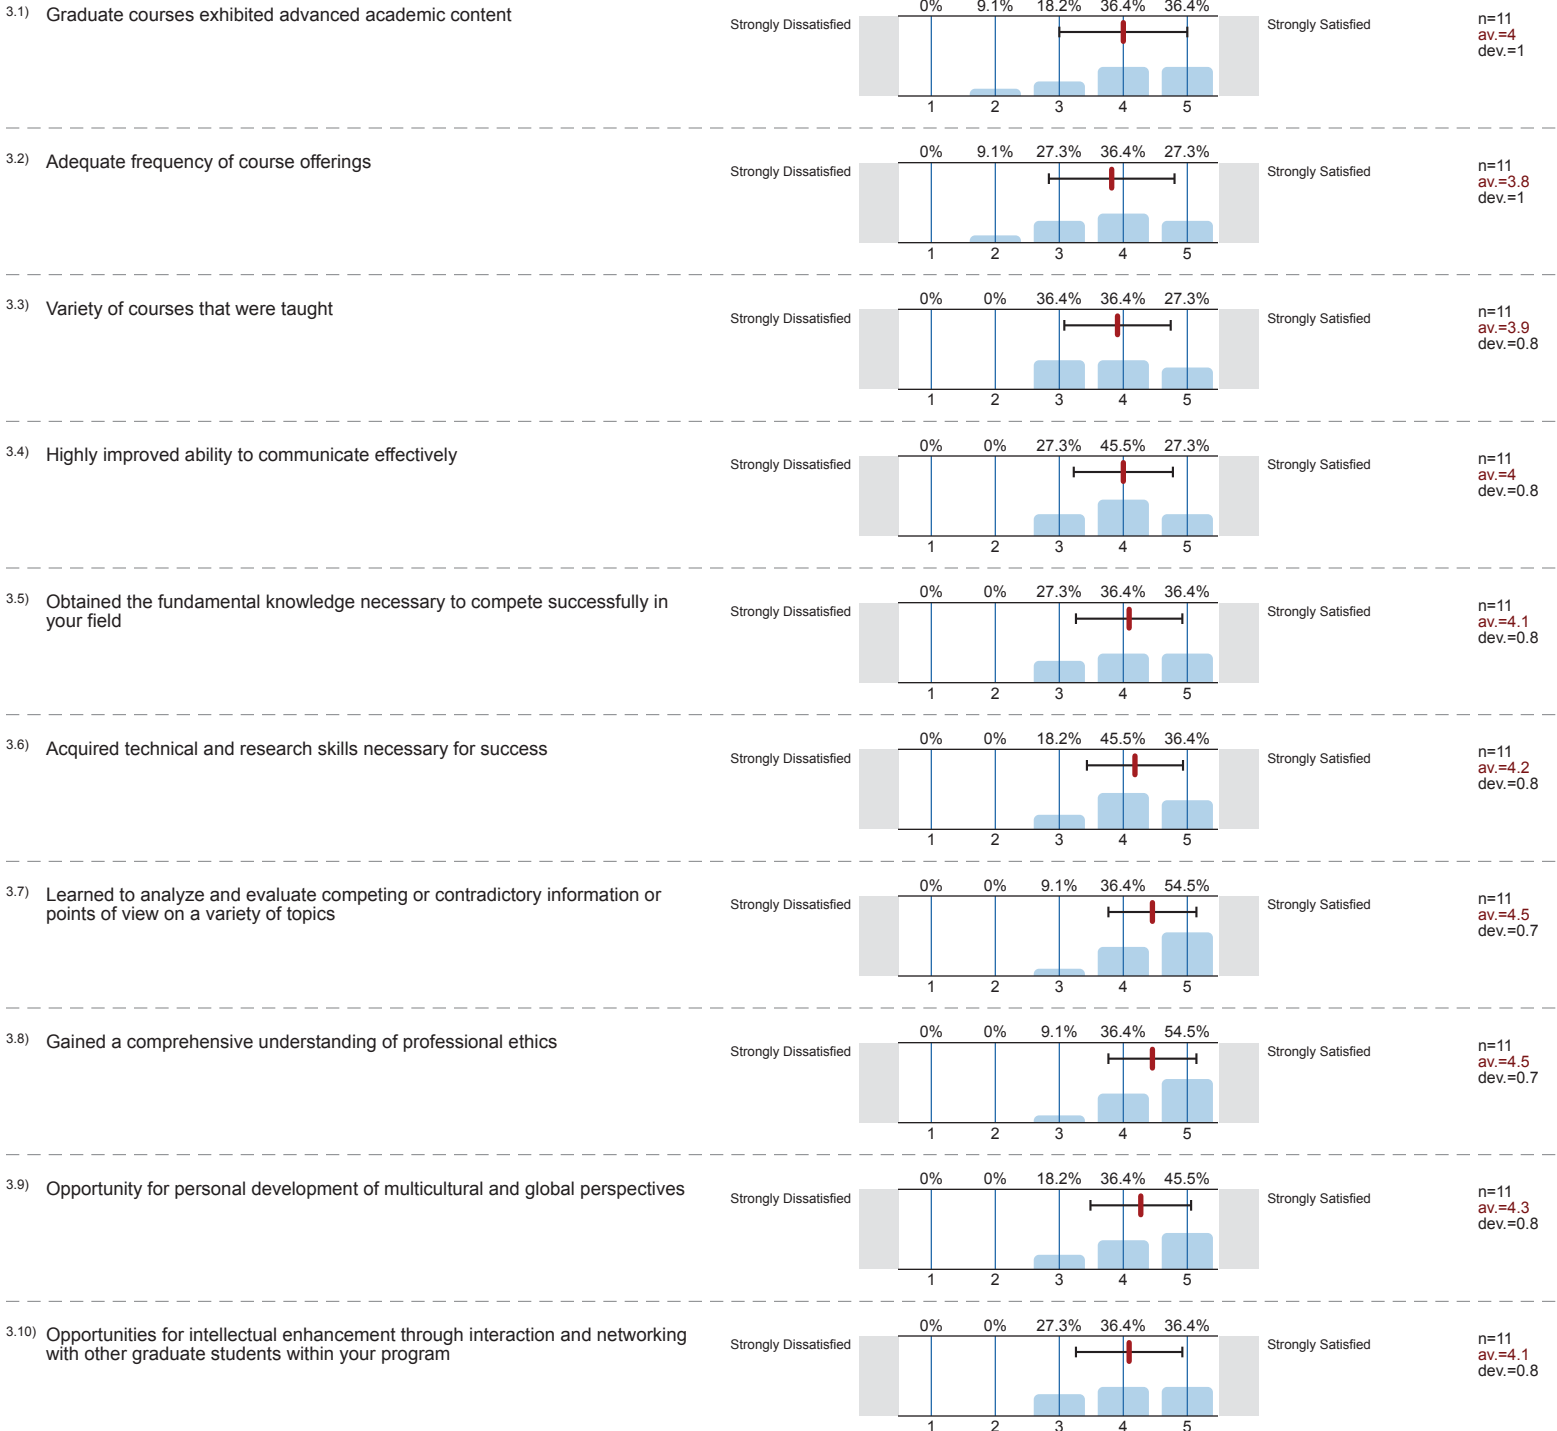 3.1) Graduate courses exhibited advanced academic content
0% 9.1% 18.2% 36.4% 36.4%
Strongly Dissatisfied Strongly Satisfied
n=11
av.=4
dev.=1
1 2 3 4 5
3.2) Adequate frequency of course offerings
0% 9.1% 27.3% 36.4% 27.3%
Strongly Dissatisfied Strongly Satisfied
n=11
av.=3.8
dev.=1
1 2 3 4 5
3.3) Variety of courses that were taught
0% 0% 36.4% 36.4% 27.3%
Strongly Dissatisfied Strongly Satisfied
n=11
av.=3.9
dev.=0.8
1 2 3 4 5
3.4) Highly improved ability to communicate effectively
0% 0% 27.3% 45.5% 27.3%
Strongly Dissatisfied Strongly Satisfied
n=11
av.=4
dev.=0.8
1 2 3 4 5
3.5) Obtained the fundamental knowledge necessary to compete successfully in
your field
0% 0% 27.3% 36.4% 36.4%
Strongly Dissatisfied Strongly Satisfied
n=11
av.=4.1
dev.=0.8
1 2 3 4 5
3.6) Acquired technical and research skills necessary for success
0% 0% 18.2% 45.5% 36.4%
Strongly Dissatisfied Strongly Satisfied
n=11
av.=4.2
dev.=0.8
1 2 3 4 5
3.7) Learned to analyze and evaluate competing or contradictory information or
points of view on a variety of topics
0% 0% 9.1% 36.4% 54.5%
Strongly Dissatisfied Strongly Satisfied
n=11
av.=4.5
dev.=0.7
1 2 3 4 5
3.8) Gained a comprehensive understanding of professional ethics
0% 0% 9.1% 36.4% 54.5%
Strongly Dissatisfied Strongly Satisfied
n=11
av.=4.5
dev.=0.7
1 2 3 4 5
3.9) Opportunity for personal development of multicultural and global perspectives
0% 0% 18.2% 36.4% 45.5%
Strongly Dissatisfied Strongly Satisfied
n=11
av.=4.3
dev.=0.8
1 2 3 4 5
3.10) Opportunities for intellectual enhancement through interaction and networking
with other graduate students within your program
0% 0% 27.3% 36.4% 36.4%
Strongly Dissatisfied Strongly Satisfied
n=11
av.=4.1
dev.=0.8
1 2 3 4 5